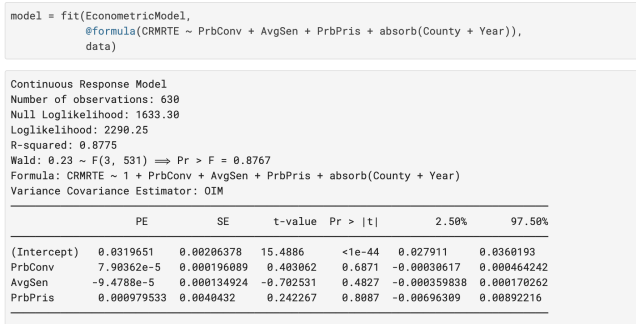 model = fit(EconometricModel,
@formula(CRMRTE ~ PrbConv + AvgSen + PrbPris + absorb(County + Year)),
data)
Continuous Response Model
Number of observations: 630
Null Loglikelihood: 1633.30
Loglikelihood: 2290.25
R-squared: 0.8775
Wald: 0.23 ~ F(3, 531) ⟹ Pr > F = 0.8767
Formula: CRMRTE ~ 1 + PrbConv + AvgSen + PrbPris + absorb(County + Year)
Variance Covariance Estimator: OIM
PE SE t-value Pr > |t| 2.50% 97.50%
(Intercept) 0.0319651 0.00206378 15.4886 <1e-44 0.027911 0.0360193
PrbConv 7.90362e-5 0.000196089 0.403062 0.6871 -0.00030617 0.000464242
AvgSen -9.4788e-5 0.000134924 -0.702531 0.4827 -0.000359838 0.000170262
PrbPris 0.000979533 0.0040432 0.242267 0.8087 -0.00696309 0.00892216